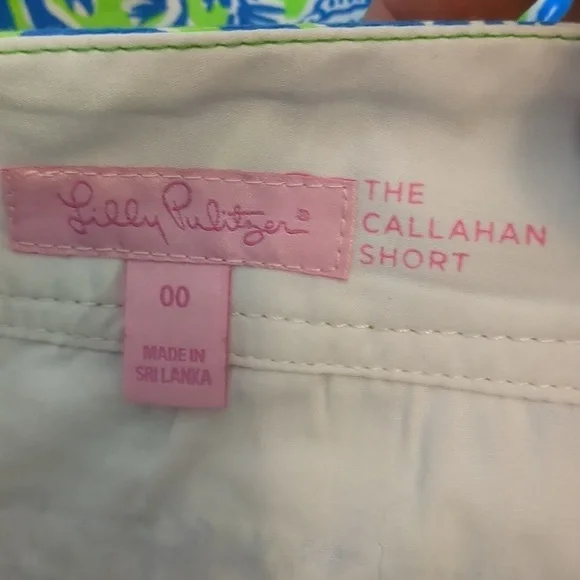 Lilly Pulitzer®
THE
CALLAHAN
SHORT
00
MADE IN
SRI LANKA